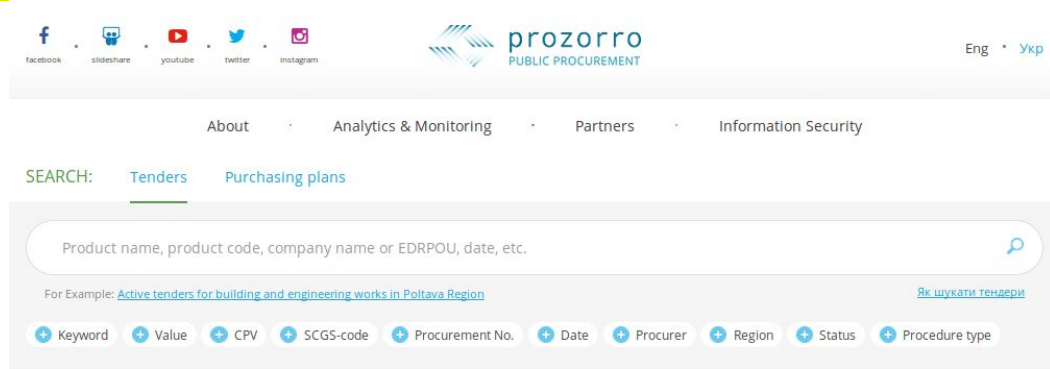 facebook . slideshare . youtube . twitter . instagram
prozorro
PUBLIC PROCUREMENT
Eng · Укр
About · Analytics & Monitoring · Partners · Information Security
SEARCH: Tenders Purchasing plans
Product name, product code, company name or EDRPOU, date, etc.
For Example: Active tenders for building and engineering works in Poltava Region Як шукати тендери
Keyword Value CPV SCGS-code Procurement No. Date Procurer Region Status Procedure type